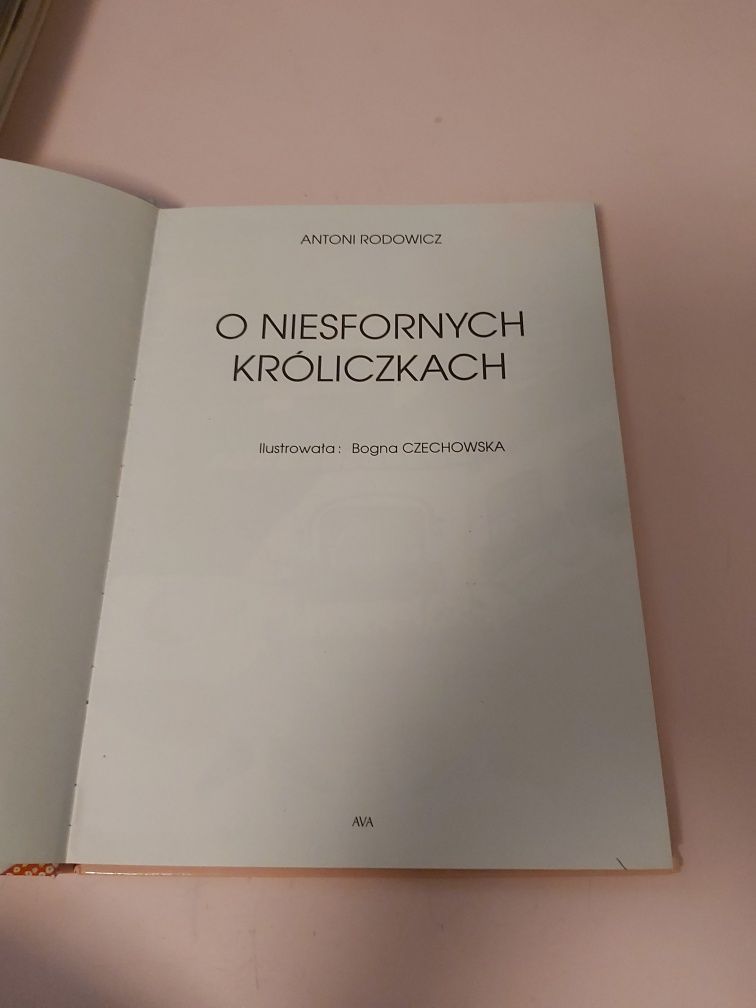 ANTONI RODOWICZ
O NIESFORNYCH
KRÓLICZKACH
Ilustrowała: Bogna CZECHOWSKA
AVA